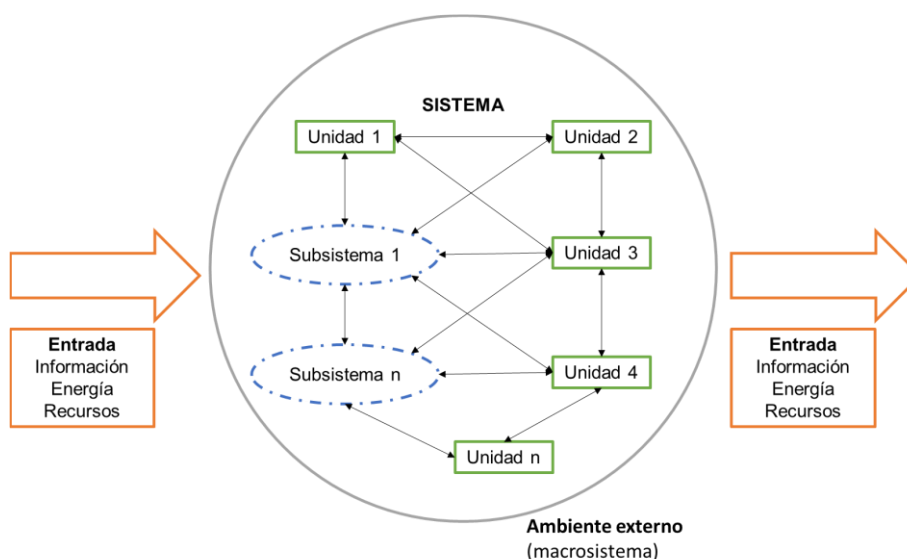 SISTEMA
Unidad 1
Unidad 2
Subsistema 1
Unidad 3
Entrada
Información
Energía
Recursos
Subsistema n
Unidad 4
Entrada
Información
Energía
Recursos
Unidad n
Ambiente externo
(macrosistema)